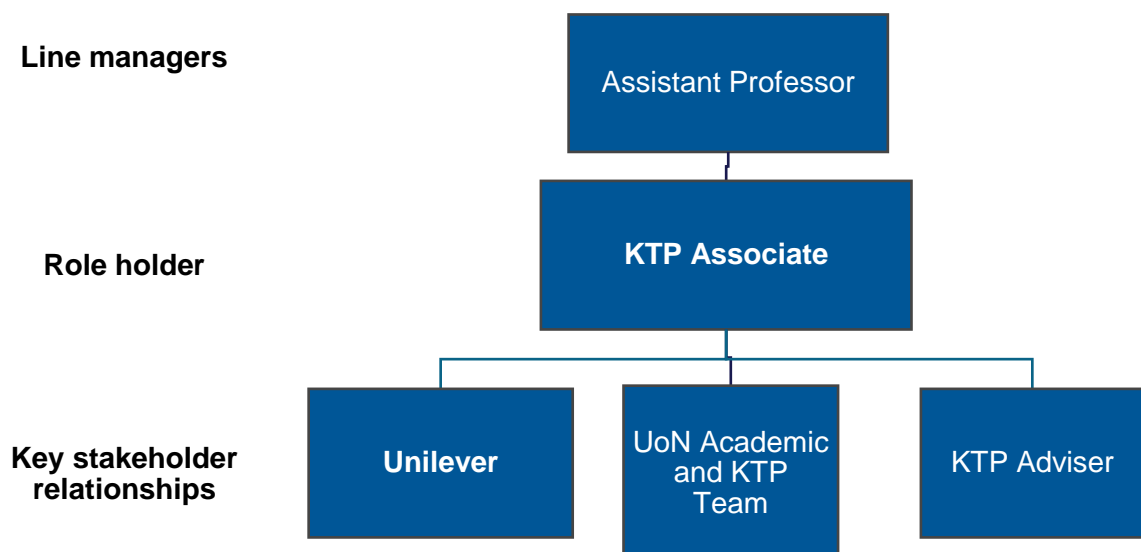 Line managers
Assistant Professor
Role holder
KTP Associate
Key stakeholder
relationships
Unilever
UoN Academic
and KTP
Team
KTP Adviser